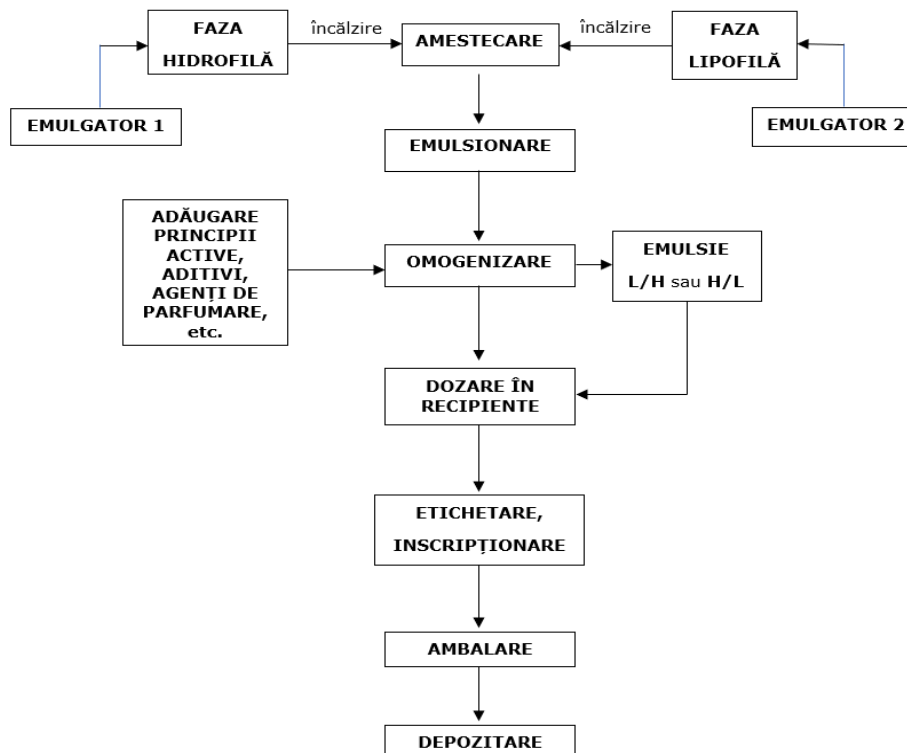 FAZA
HIDROFILĂ
încălzire
AMESTECARE
încălzire
FAZA
LIPOFILĂ
EMULGATOR 1
EMULGATOR 2
EMULSIONARE
ADĂUGARE
PRINCIPII
ACTIVE,
ADITIVI,
AGENȚI DE
PARFUMARE,
etc.
OMOGENIZARE
EMULSIE
L/H sau H/L
DOZARE ÎN
RECIPIENTE
ETICHETARE,
INSCRIPȚIONARE
AMBALARE
DEPOZITARE